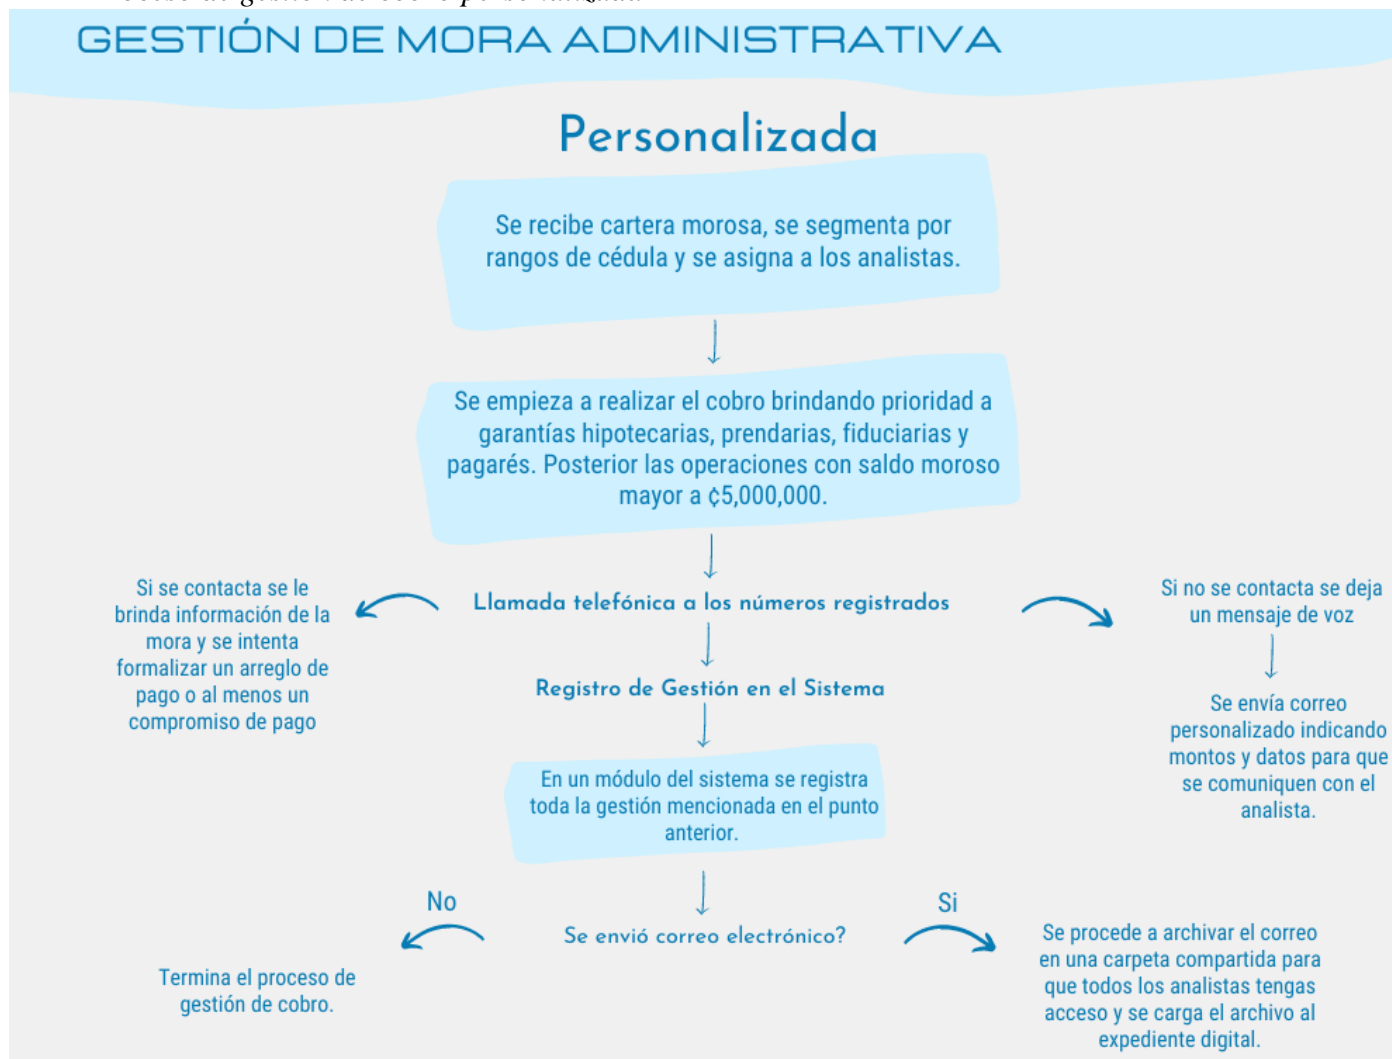 GESTIÓN DE MORA ADMINISTRATIVA
Personalizada
Se recibe cartera morosa, se segmenta por
rangos de cédula y se asigna a los analistas.
Se empieza a realizar el cobro brindando prioridad a
garantías hipotecarias, prendarias, fiduciarias y
pagarés. Posterior las operaciones con saldo moroso
mayor a ¢5,000,000.
Llamada telefónica a los números registrados
Si se contacta se le
brinda información de la
mora y se intenta
formalizar un arreglo de
pago o al menos un
compromiso de pago
Si no se contacta se deja
un mensaje de voz
Se envía correo
personalizado indicando
montos y datos para que
se comuniquen con el
analista.
Registro de Gestión en el Sistema
En un módulo del sistema se registra
toda la gestión mencionada en el punto
anterior.
Se envió correo electrónico?
No
Termina el proceso de
gestión de cobro.
Si
Se procede a archivar el correo
en una carpeta compartida para
que todos los analistas tengas
acceso y se carga el archivo al
expediente digital.